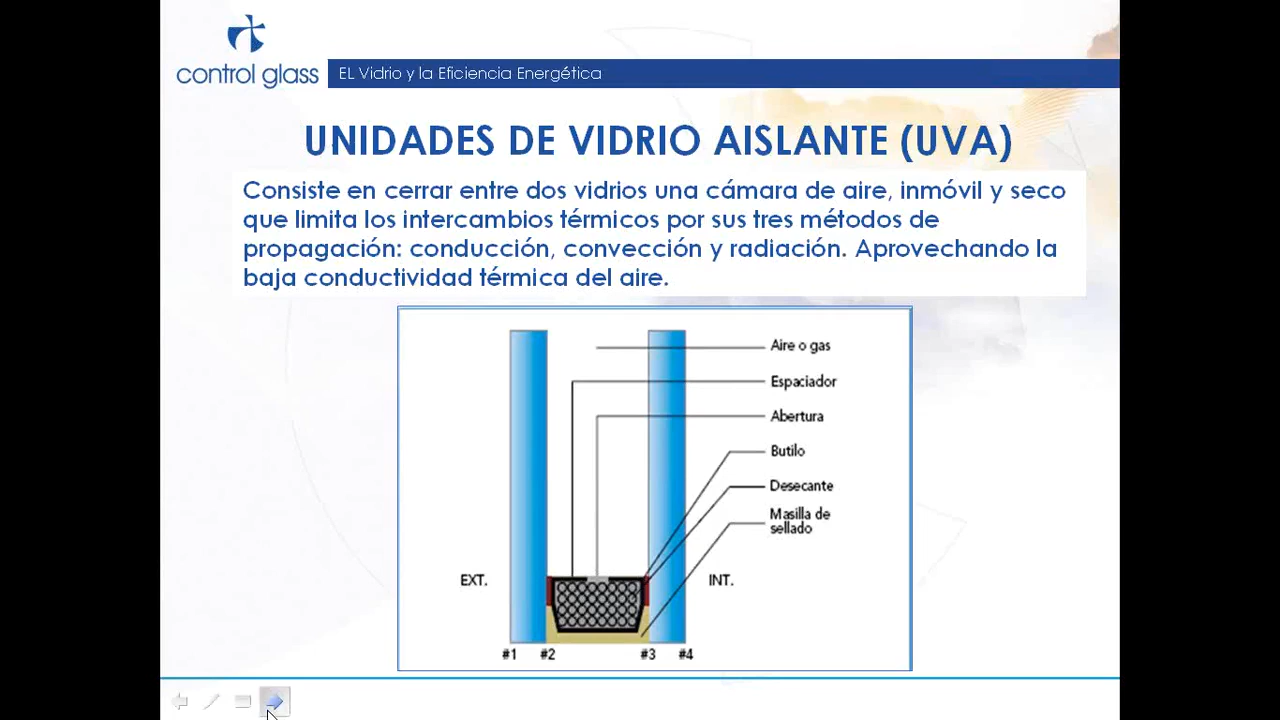 control glass
EL Vidrio y la Eficiencia Energética
UNIDADES DE VIDRIO AISLANTE (UVA)
Consiste en cerrar entre dos vidrios una cámara de aire, inmóvil y seco
que limita los intercambios térmicos por sus tres métodos de
propagación: conducción, convección y radiación. Aprovechando la
baja conductividad térmica del aire.
Aire o gas
Espaciador
Abertura
Butilo
Desecante
Masilla de
sellado
EXT.
INT.
#1 #2 #3 #4